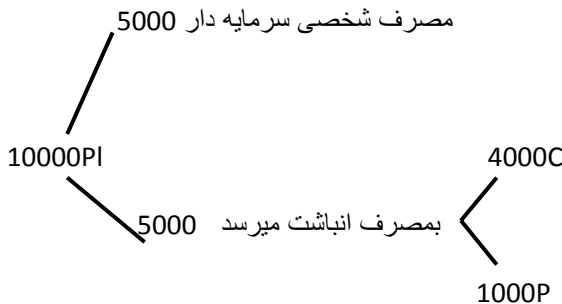 مصرف شخصی سرمایه دار 5000
10000Pl
4000C
بمصرف انباشت میرسد 5000
1000P